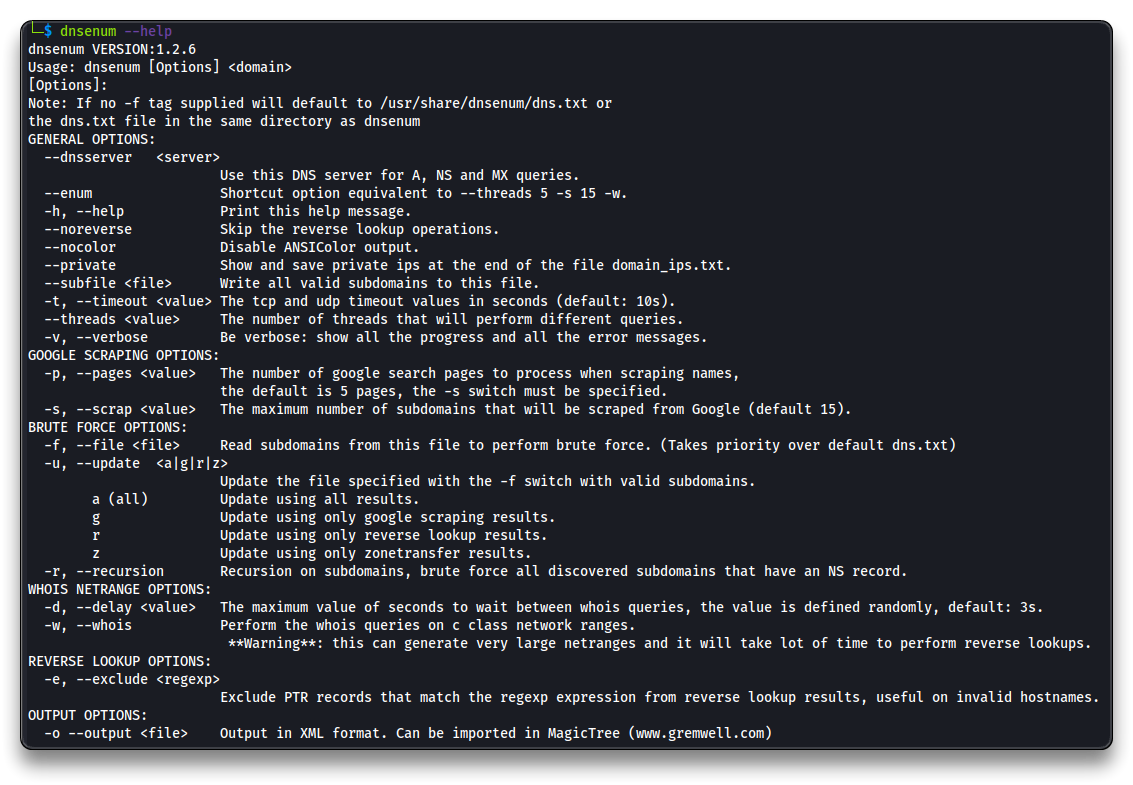 └─$ dnsenum --help
dnsenum VERSION:1.2.6
Usage: dnsenum [Options] <domain>
[Options]:
Note: If no -f tag supplied will default to /usr/share/dnsenum/dns.txt or
the dns.txt file in the same directory as dnsenum
GENERAL OPTIONS:
  --dnsserver   <server>
                        Use this DNS server for A, NS and MX queries.
  --enum                Shortcut option equivalent to --threads 5 -s 15 -w.
  -h, --help            Print this help message.
  --noreverse           Skip the reverse lookup operations.
  --nocolor             Disable ANSIColor output.
  --private             Show and save private ips at the end of the file domain_ips.txt.
  --subfile <file>      Write all valid subdomains to this file.
  -t, --timeout <value> The tcp and udp timeout values in seconds (default: 10s).
  --threads <value>     The number of threads that will perform different queries.
  -v, --verbose         Be verbose: show all the progress and all the error messages.
GOOGLE SCRAPING OPTIONS:
  -p, --pages <value>   The number of google search pages to process when scraping names,
                        the default is 5 pages, the -s switch must be specified.
  -s, --scrap <value>   The maximum number of subdomains that will be scraped from Google (default 15).
BRUTE FORCE OPTIONS:
  -f, --file <file>     Read subdomains from this file to perform brute force. (Takes priority over default dns.txt)
  -u, --update  <a|g|r|z>
                        Update the file specified with the -f switch with valid subdomains.
        a (all)         Update using all results.
        g               Update using only google scraping results.
        r               Update using only reverse lookup results.
        z               Update using only zonetransfer results.
  -r, --recursion       Recursion on subdomains, brute force all discovered subdomains that have an NS record.
WHOIS NETRANGE OPTIONS:
  -d, --delay <value>   The maximum value of seconds to wait between whois queries, the value is defined randomly, default: 3s.
  -w, --whois           Perform the whois queries on c class network ranges.
                         **Warning**: this can generate very large netranges and it will take lot of time to perform reverse lookups.
REVERSE LOOKUP OPTIONS:
  -e, --exclude <regexp>
                        Exclude PTR records that match the regexp expression from reverse lookup results, useful on invalid hostnames.
OUTPUT OPTIONS:
  -o --output <file>    Output in XML format. Can be imported in MagicTree (www.gremwell.com)